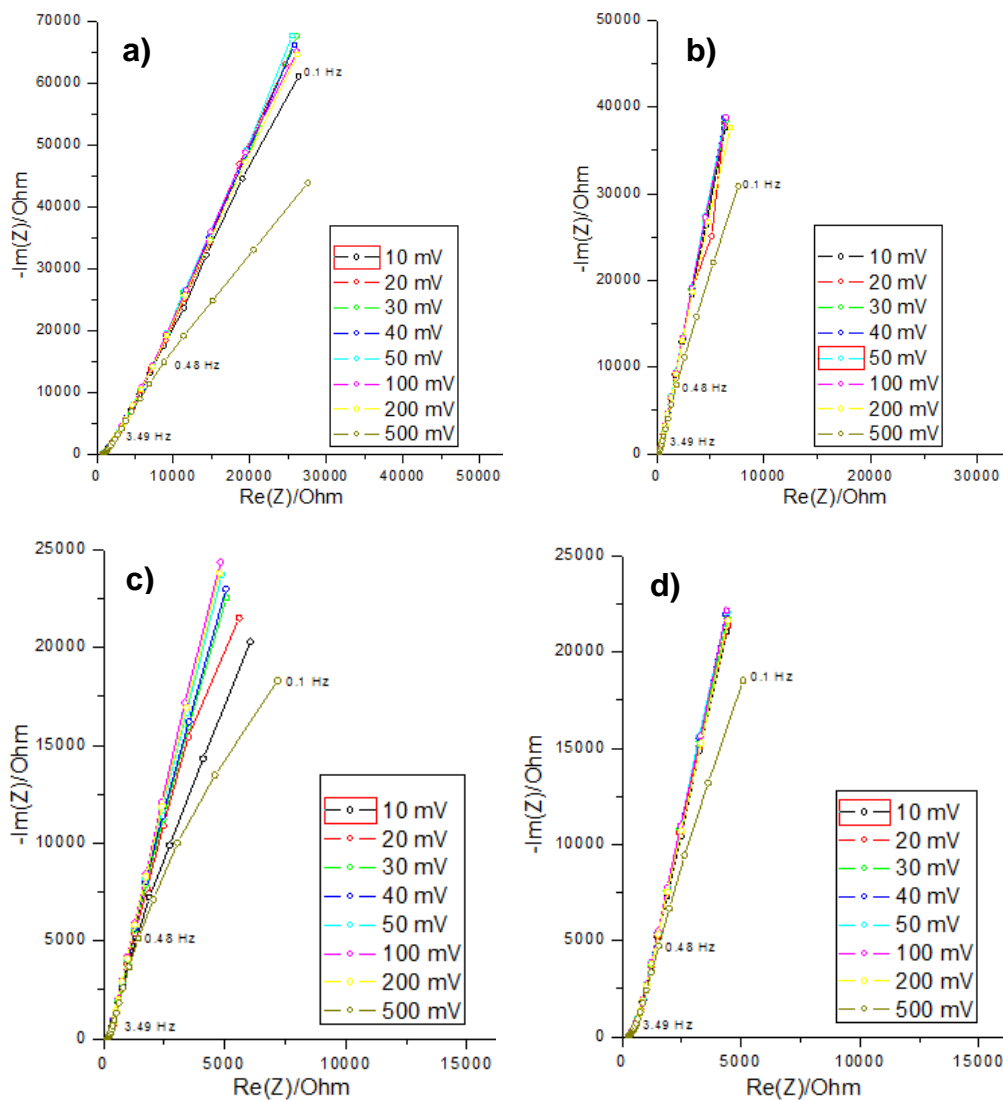 a)
70000
60000
50000
40000
30000
20000
10000
0
-Im(Z)/Ohm
0.1 Hz
0.48 Hz
3.49 Hz
10 mV
20 mV
30 mV
40 mV
50 mV
100 mV
200 mV
500 mV
0 10000 20000 30000 40000 50000
Re(Z)/Ohm
b)
50000
40000
30000
20000
10000
0
-Im(Z)/Ohm
0.1 Hz
0.48 Hz
3.49 Hz
10 mV
20 mV
30 mV
40 mV
50 mV
100 mV
200 mV
500 mV
0 10000 20000 30000
Re(Z)/Ohm
c)
25000
20000
15000
10000
5000
0
-Im(Z)/Ohm
0.1 Hz
0.48 Hz
3.49 Hz
10 mV
20 mV
30 mV
40 mV
50 mV
100 mV
200 mV
500 mV
0 5000 10000 15000
Re(Z)/Ohm
d)
25000
20000
15000
10000
5000
0
-Im(Z)/Ohm
0.1 Hz
0.48 Hz
3.49 Hz
10 mV
20 mV
30 mV
40 mV
50 mV
100 mV
200 mV
500 mV
0 5000 10000 15000
Re(Z)/Ohm